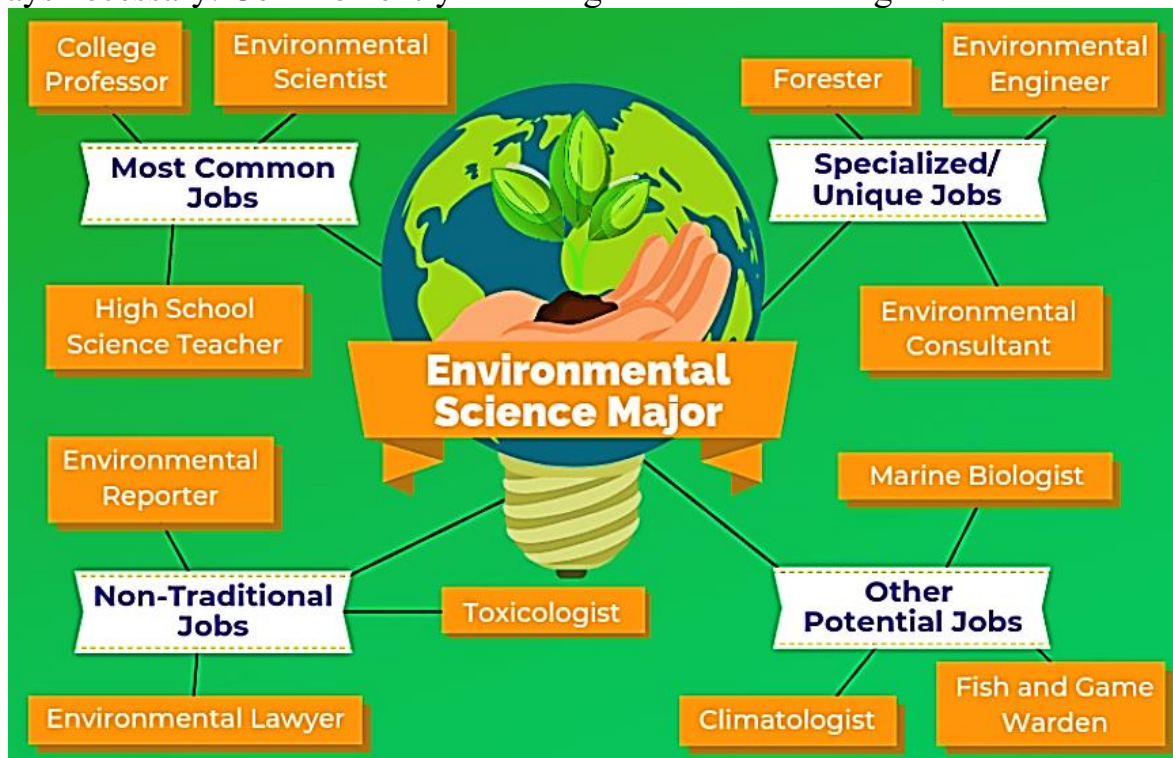 College
Professor
Environmental
Scientist
Most Common
Jobs
High School
Science Teacher
Forester
Environmental
Engineer
Specialized/
Unique Jobs
Environmental
Consultant
Environmental
Science Major
Environmental
Reporter
Non-Traditional
Jobs
Toxicologist
Environmental Lawyer
Marine Biologist
Other
Potential Jobs
Climatologist
Fish and Game
Warden